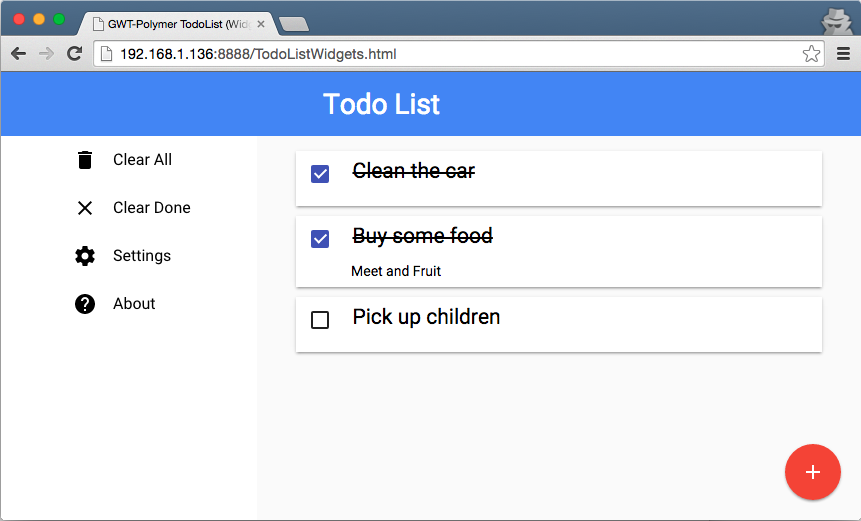 GWT-Polymer TodoList (Widg
192.168.1.136:8888/TodoListWidgets.html
Todo List
Clear All
Clear Done
Settings
About
Clean the car
Buy some food
Meet and Fruit
Pick up children